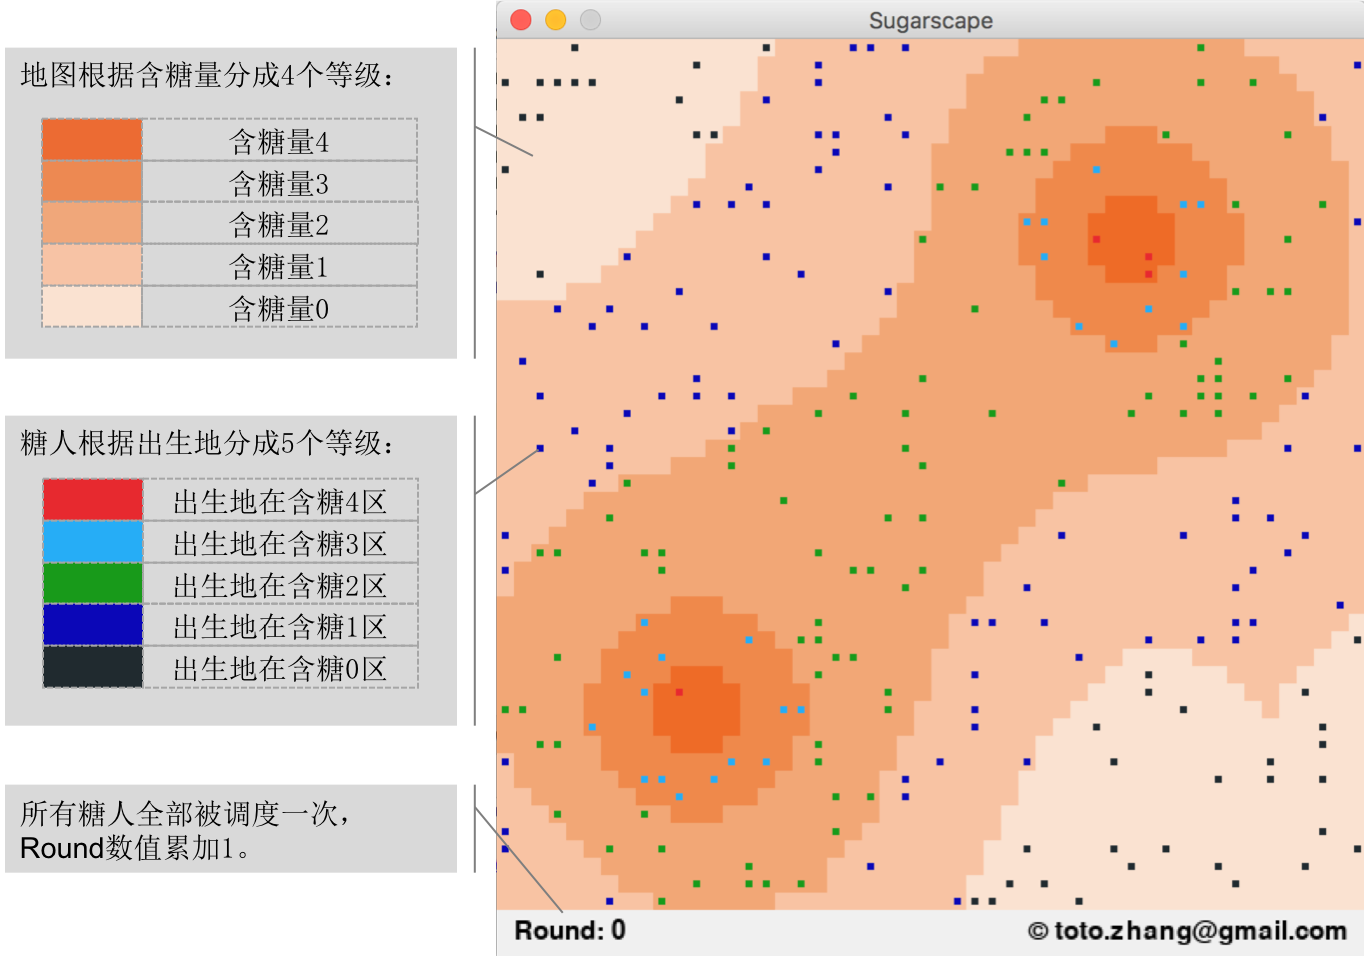 Sugarscape
地图根据含糖量分成4个等级：
含糖量4
含糖量3
含糖量2
含糖量1
含糖量0
糖人根据出生地分成5个等级：
出生地在含糖4区
出生地在含糖3区
出生地在含糖2区
出生地在含糖1区
出生地在含糖0区
所有糖人全部被调度一次，
Round数值累加1。
Round: 0
© toto.zhang@gmail.com